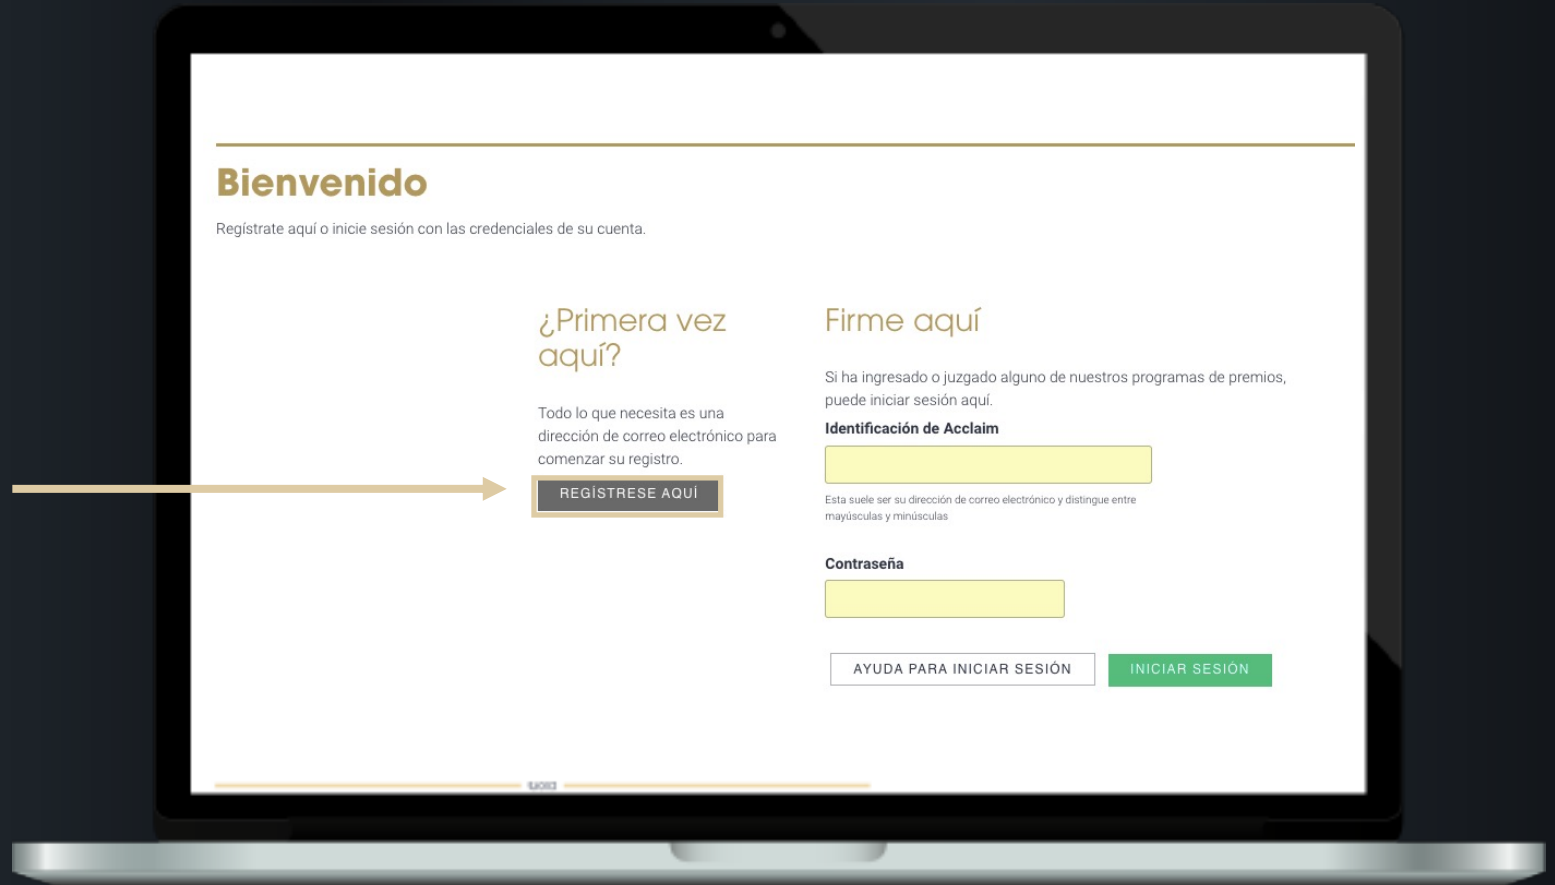 Bienvenido
Regístrate aquí o inicie sesión con las credenciales de su cuenta.
¿Primera vez
aquí?
Todo lo que necesita es una
dirección de correo electrónico para
comenzar su registro.
REGÍSTRESE AQUÍ
Firme aquí
Si ha ingresado o juzgado alguno de nuestros programas de premios,
puede iniciar sesión aquí.
Identificación de Acclaim
Esta suele ser su dirección de correo electrónico y distingue entre
mayúsculas y minúsculas
Contraseña
AYUDA PARA INICIAR SESIÓN
INICIAR SESIÓN